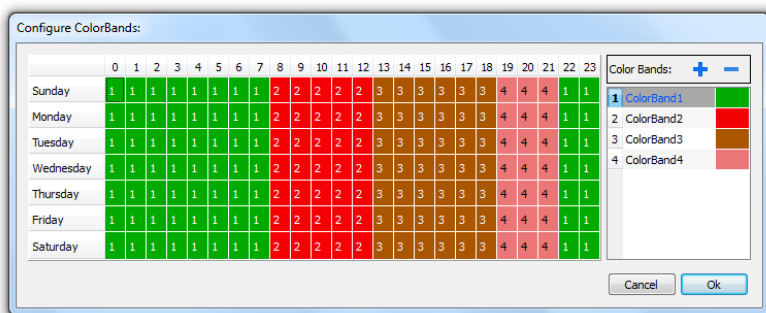 Configure ColorBands:
0 1 2 3 4 5 6 7 8 9 10 11 12 13 14 15 16 17 18 19 20 21 22 23
Sunday 1 1 1 1 1 1 1 1 2 2 2 2 2 3 3 3 3 3 3 4 4 4 1 1
Monday 1 1 1 1 1 1 1 1 2 2 2 2 2 3 3 3 3 3 3 4 4 4 1 1
Tuesday 1 1 1 1 1 1 1 1 2 2 2 2 2 3 3 3 3 3 3 4 4 4 1 1
Wednesday 1 1 1 1 1 1 1 1 2 2 2 2 2 3 3 3 3 3 3 4 4 4 1 1
Thursday 1 1 1 1 1 1 1 1 2 2 2 2 2 3 3 3 3 3 3 4 4 4 1 1
Friday 1 1 1 1 1 1 1 1 2 2 2 2 2 3 3 3 3 3 3 4 4 4 1 1
Saturday 1 1 1 1 1 1 1 1 2 2 2 2 2 3 3 3 3 3 3 4 4 4 1 1
Color Bands: + −
1 ColorBand1
2 ColorBand2
3 ColorBand3
4 ColorBand4
Cancel Ok